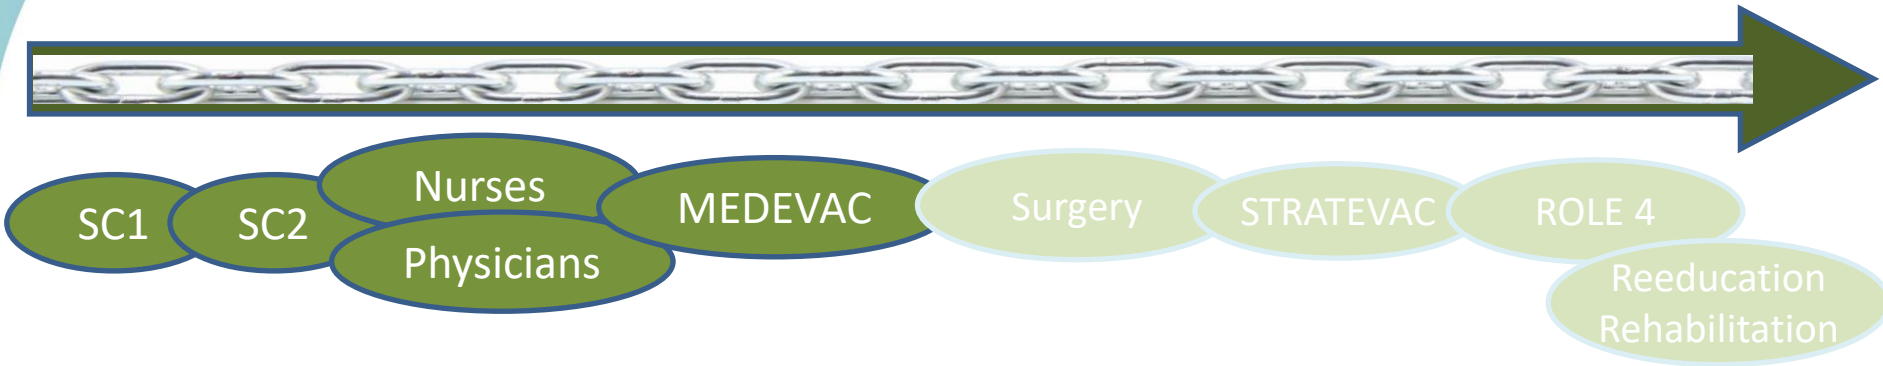 SC1
SC2
Nurses
Physicians
MEDEVAC
Surgery
STRATEVAC
ROLE 4
Reeducation
Rehabilitation